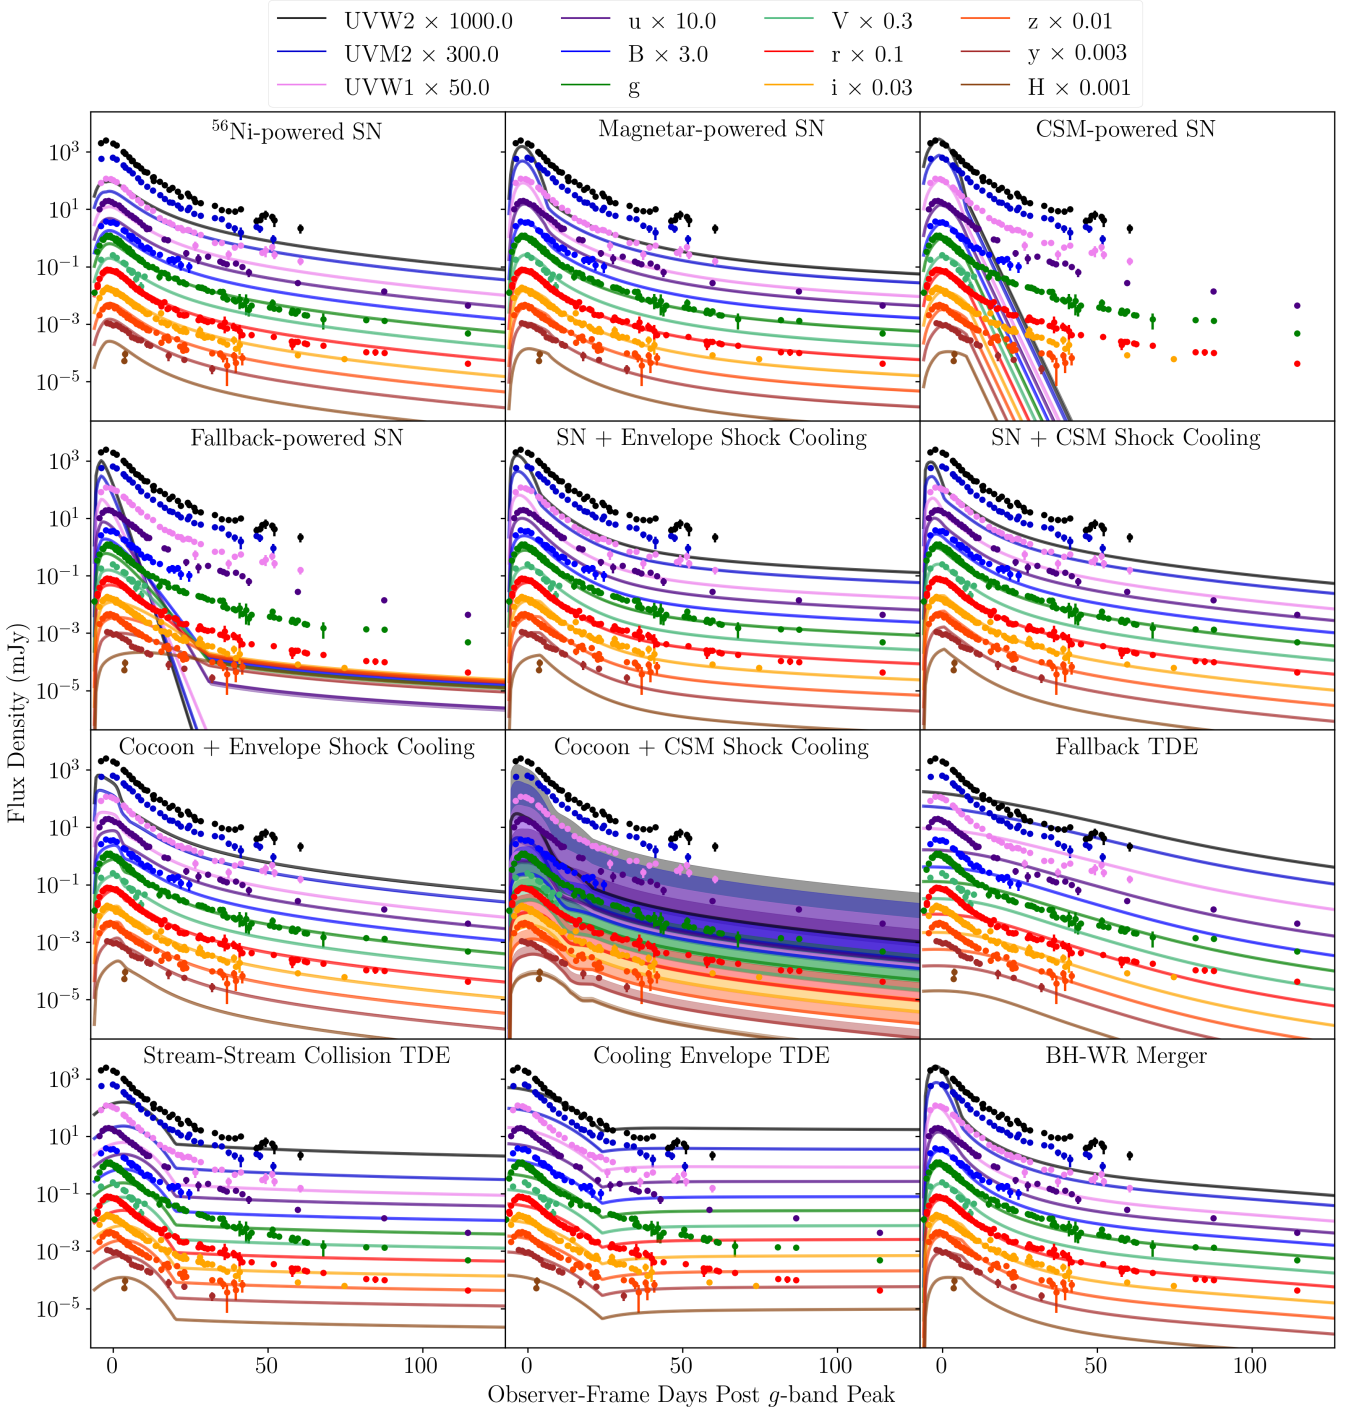 UVW2 × 1000.0 u × 10.0 V × 0.3 z × 0.01
UVM2 × 300.0 B × 3.0 r × 0.1 y × 0.003
UVW1 × 50.0 g i × 0.03 H × 0.001
⁵⁶Ni-powered SN Magnetar-powered SN CSM-powered SN
10³
10¹
10⁻¹
10⁻³
10⁻⁵
Fallback-powered SN SN + Envelope Shock Cooling SN + CSM Shock Cooling
10³
10¹
10⁻¹
10⁻³
10⁻⁵
Flux Density (mJy)
Cocoon + Envelope Shock Cooling Cocoon + CSM Shock Cooling Fallback TDE
10³
10¹
10⁻¹
10⁻³
10⁻⁵
Stream-Stream Collision TDE Cooling Envelope TDE BH-WR Merger
10³
10¹
10⁻¹
10⁻³
10⁻⁵
0 50 100 0 50 100 0 50 100
Observer-Frame Days Post g-band Peak